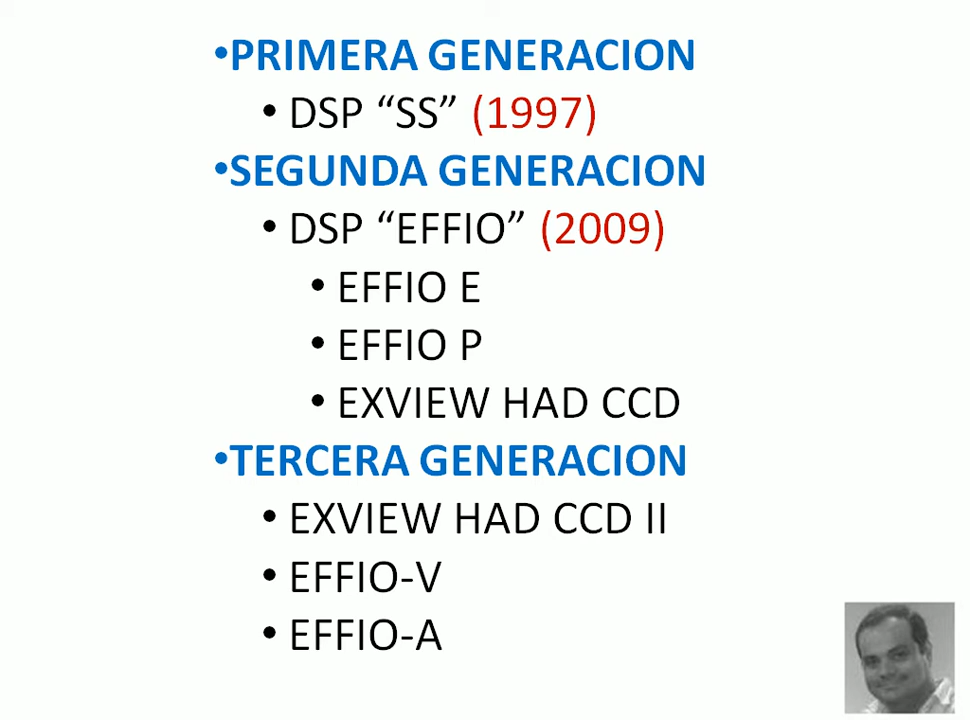 •PRIMERA GENERACION
• DSP “SS” (1997)
•SEGUNDA GENERACION
• DSP “EFFIO” (2009)
• EFFIO E
• EFFIO P
• EXVIEW HAD CCD
•TERCERA GENERACION
• EXVIEW HAD CCD II
• EFFIO-V
• EFFIO-A